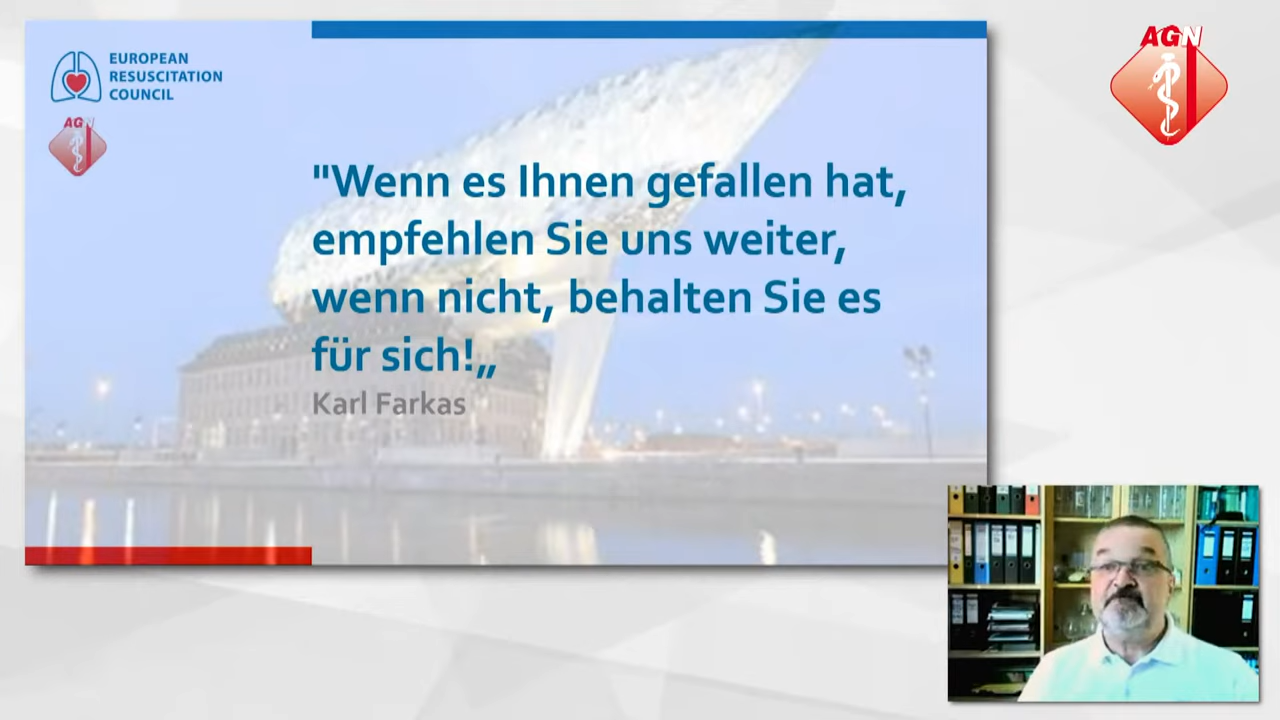 EUROPEAN
RESUSCITATION
COUNCIL
AGN
AGN
"Wenn es Ihnen gefallen hat,
empfehlen Sie uns weiter,
wenn nicht, behalten Sie es
für sich!„
Karl Farkas